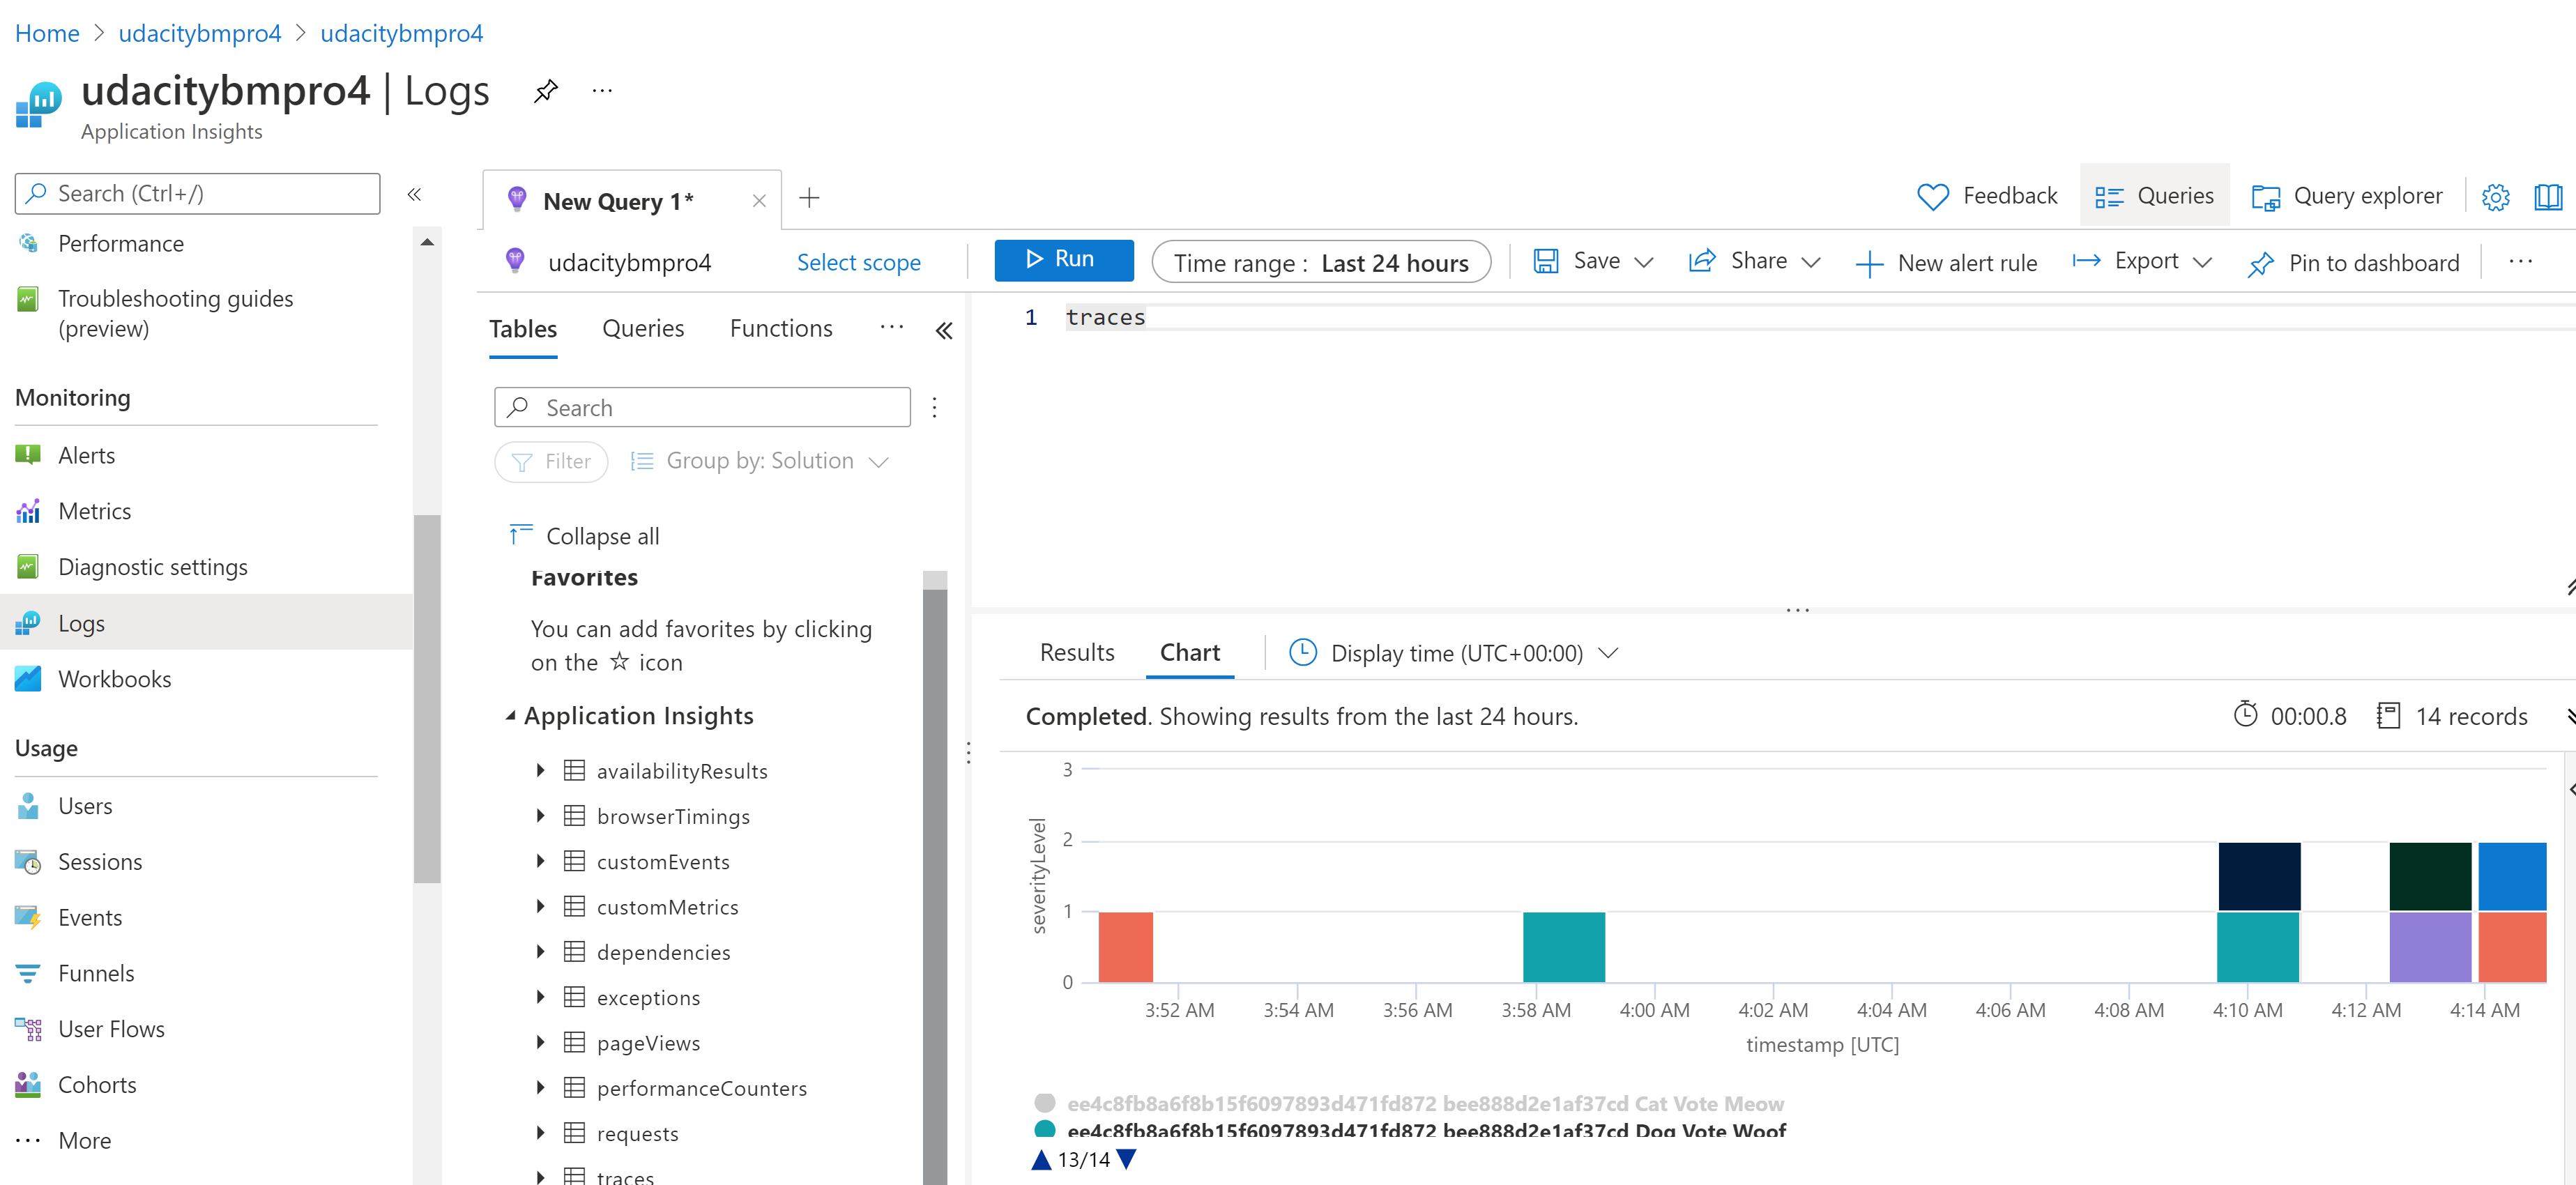 Home > udacitybmpro4 > udacitybmpro4
udacitybmpro4 | Logs
Application Insights
Search (Ctrl+/)
Performance
Troubleshooting guides
(preview)
Monitoring
Alerts
Metrics
Diagnostic settings
Logs
Workbooks
Usage
Users
Sessions
Events
Funnels
User Flows
Cohorts
More
New Query 1*
Feedback
Queries
Query explorer
udacitybmpro4
Select scope
Run
Time range : Last 24 hours
Save
Share
New alert rule
Export
Pin to dashboard
Tables
Queries
Functions
Search
Filter
Group by: Solution
Collapse all
Favorites
You can add favorites by clicking
on the ☆ icon
Application Insights
availabilityResults
browserTimings
customEvents
customMetrics
dependencies
exceptions
pageViews
performanceCounters
requests
traces
1 traces
Results
Chart
Display time (UTC+00:00)
Completed. Showing results from the last 24 hours.
00:00.8
14 records
severityLevel
3
2
1
0
3:52 AM
3:54 AM
3:56 AM
3:58 AM
4:00 AM
4:02 AM
4:04 AM
4:06 AM
4:08 AM
4:10 AM
4:12 AM
4:14 AM
timestamp [UTC]
ee4c8fb8a6f8b15f6097893d471fd872 bee888d2e1af37cd Cat Vote Meow
ee4c8fb8a6f8b15f6097893d471fd872 bee888d2e1af37cd Dog Vote Woof
13/14